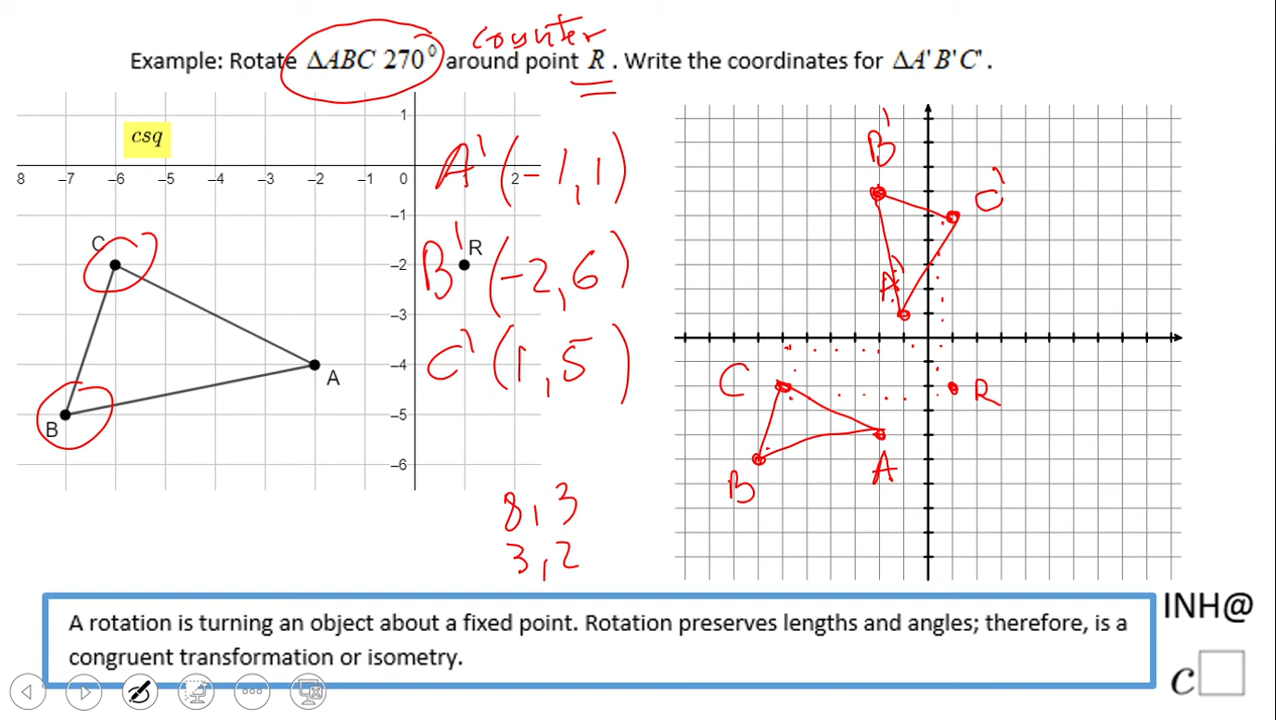 counter
Example: Rotate ΔABC 270⁰ around point R . Write the coordinates for ΔA'B'C'.
csq
1
8 −7 −6 −5 −4 −3 −2 −1 0 2
−1
−2
−3
−4
−5
−6
C
A
B
R
A' (-1, 1)
B' (-2, 6)
C' (1, 5)
8, 3
3, 2
B'
C'
A'
C
R
B
A
A rotation is turning an object about a fixed point. Rotation preserves lengths and angles; therefore, is a
congruent transformation or isometry.
INH@
c